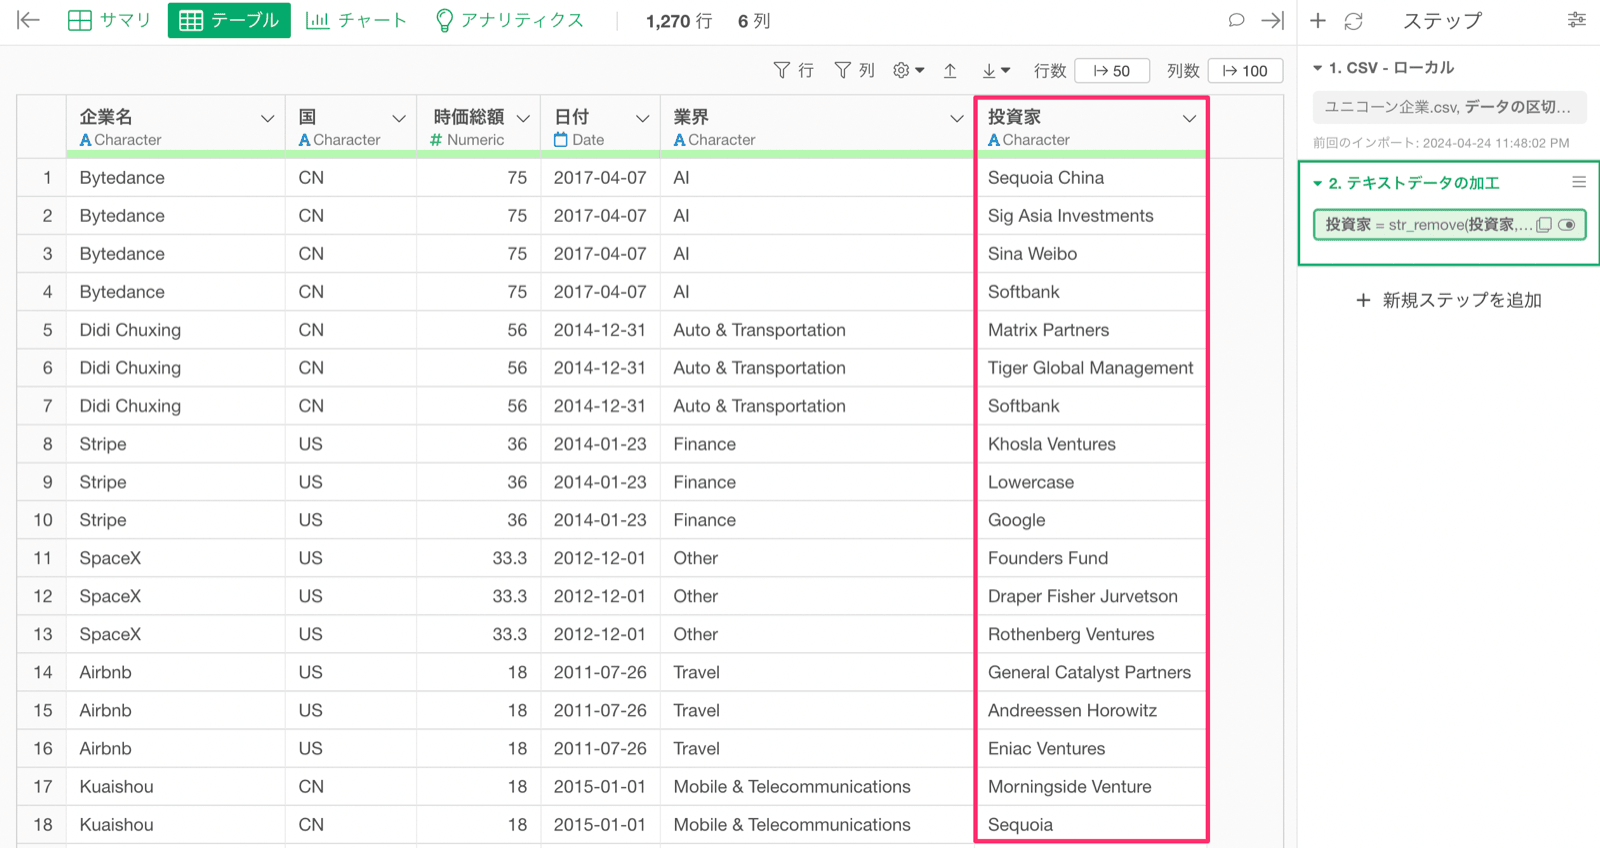 サマリ テーブル チャート アナリティクス 1,270 行 6 列
ステップ
行 列 行数 50 列数 100
企業名 国 時価総額 日付 業界 投資家
Character Character # Numeric Date Character Character
1 Bytedance CN 75 2017-04-07 AI Sequoia China
2 Bytedance CN 75 2017-04-07 AI Sig Asia Investments
3 Bytedance CN 75 2017-04-07 AI Sina Weibo
4 Bytedance CN 75 2017-04-07 AI Softbank
5 Didi Chuxing CN 56 2014-12-31 Auto & Transportation Matrix Partners
6 Didi Chuxing CN 56 2014-12-31 Auto & Transportation Tiger Global Management
7 Didi Chuxing CN 56 2014-12-31 Auto & Transportation Softbank
8 Stripe US 36 2014-01-23 Finance Khosla Ventures
9 Stripe US 36 2014-01-23 Finance Lowercase
10 Stripe US 36 2014-01-23 Finance Google
11 SpaceX US 33.3 2012-12-01 Other Founders Fund
12 SpaceX US 33.3 2012-12-01 Other Draper Fisher Jurvetson
13 SpaceX US 33.3 2012-12-01 Other Rothenberg Ventures
14 Airbnb US 18 2011-07-26 Travel General Catalyst Partners
15 Airbnb US 18 2011-07-26 Travel Andreessen Horowitz
16 Airbnb US 18 2011-07-26 Travel Eniac Ventures
17 Kuaishou CN 18 2015-01-01 Mobile & Telecommunications Morningside Venture
18 Kuaishou CN 18 2015-01-01 Mobile & Telecommunications Sequoia
1. CSV - ローカル
ユニコーン企業.csv, データの区切...
前回のインポート: 2024-04-24 11:48:02 PM
2. テキストデータの加工
投資家 = str_remove(投資家,...
+ 新規ステップを追加